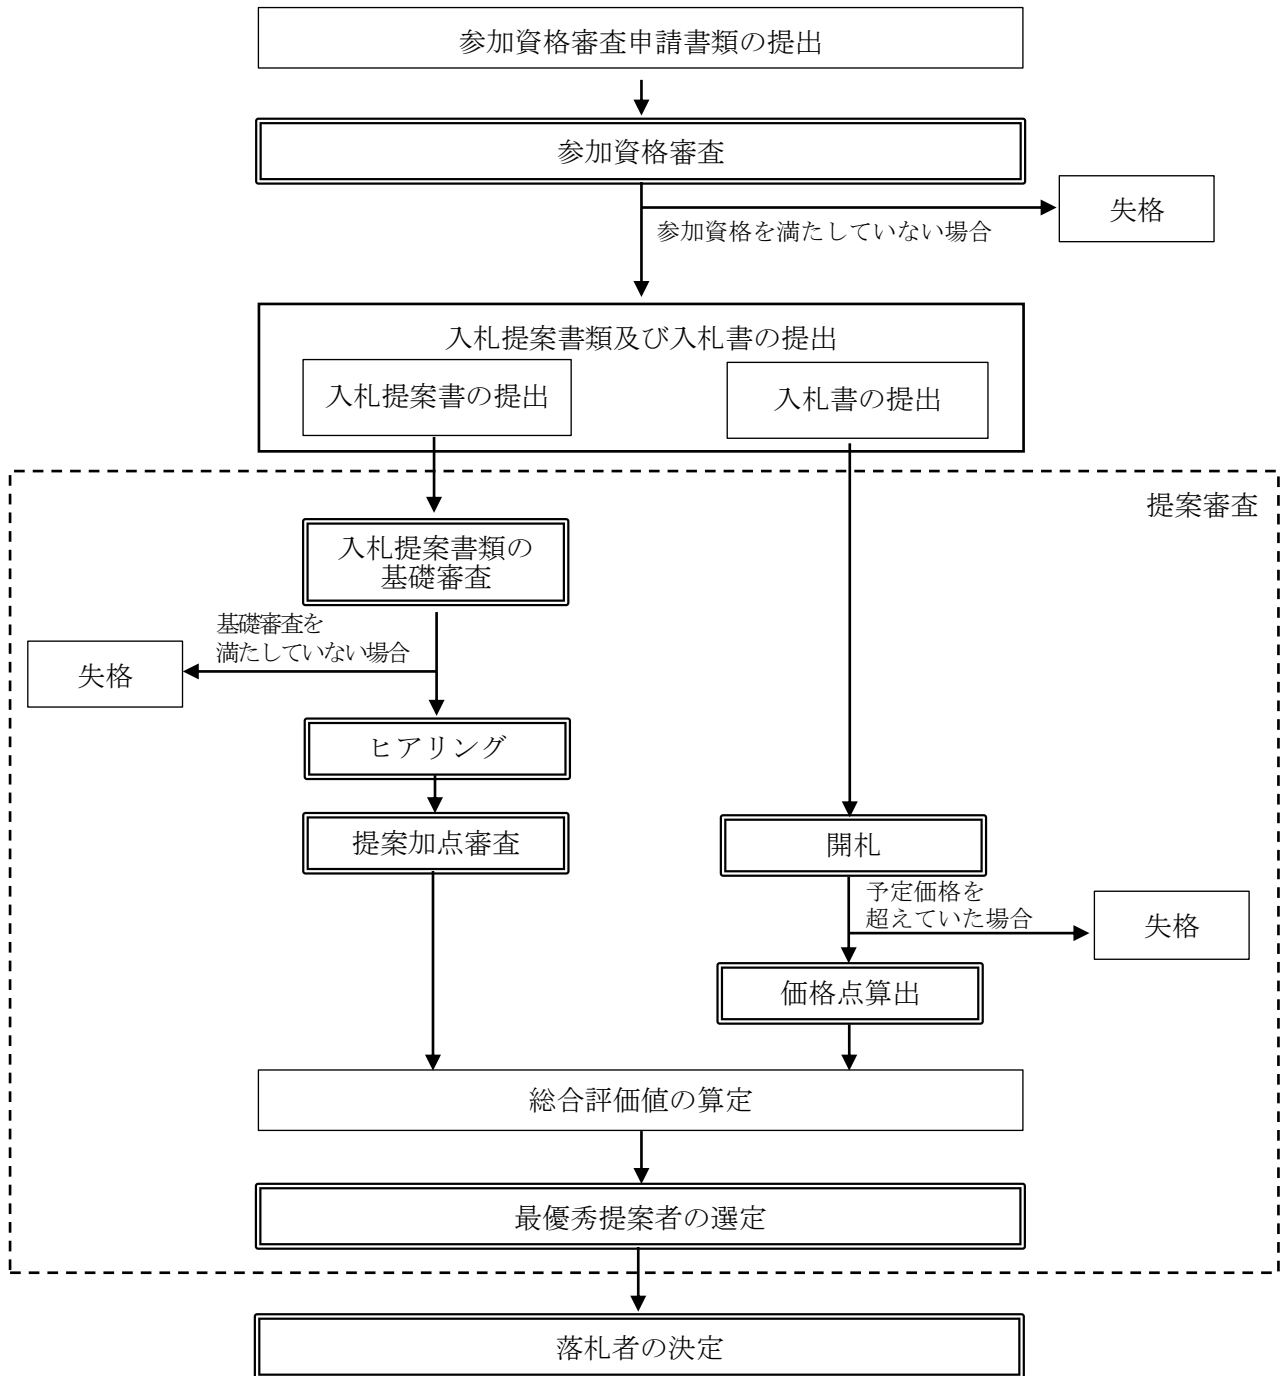 参加資格審査申請書類の提出
参加資格審査
失格
参加資格を満たしていない場合
入札提案書類及び入札書の提出
入札提案書の提出
入札書の提出
提案審査
入札提案書類の
基礎審査
基礎審査を
満たしていない場合
失格
ヒアリング
提案加点審査
開札
予定価格を
超えていた場合
失格
価格点算出
総合評価値の算定
最優秀提案者の選定
落札者の決定